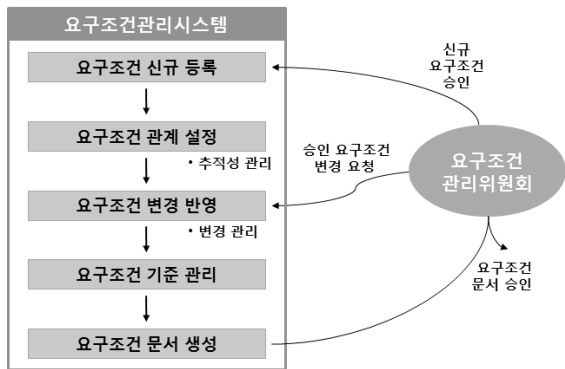 요구조건관리시스템
요구조건 신규 등록
요구조건 관계 설정
• 추적성 관리
요구조건 변경 반영
• 변경 관리
요구조건 기준 관리
요구조건 문서 생성
신규
요구조건
승인
승인 요구조건
변경 요청
요구조건
관리위원회
요구조건
문서 승인